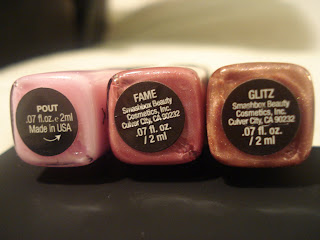 POUT
.07 fl.oz. e 2ml
Made in USA
FAME
Smashbox Beauty
Cosmetics, Inc.
Culver City, CA 90232
.07 fl. oz.
/ 2 ml
GLITZ
Smashbox Beauty
Cosmetics, Inc.
Culver City, CA 90232
.07 fl. oz.
/ 2 ml